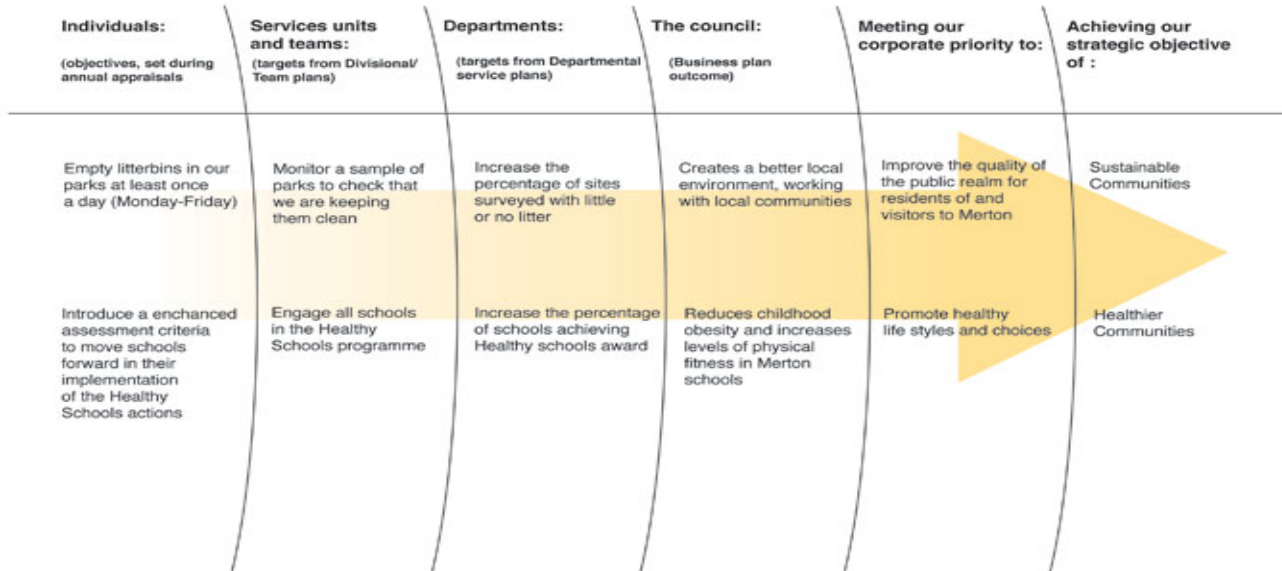 Individuals:
(objectives, set during
annual appraisals
Services units
and teams:
(targets from Divisional/
Team plans)
Departments:
(targets from Departmental
service plans)
The council:
(Business plan
outcome)
Meeting our
corporate priority to:
Achieving our
strategic objective
of :
Empty litterbins in our
parks at least once
a day (Monday-Friday)
Monitor a sample of
parks to check that
we are keeping
them clean
Increase the
percentage of sites
surveyed with little
or no litter
Creates a better local
environment, working
with local communities
Improve the quality of
the public realm for
residents of and
visitors to Merton
Sustainable
Communities
Introduce a enchanced
assessment criteria
to move schools
forward in their
implementation
of the Healthy
Schools actions
Engage all schools
in the Healthy
Schools programme
Increase the percentage
of schools achieving
Healthy schools award
Reduces childhood
obesity and increases
levels of physical
fitness in Merton
schools
Promote healthy
life styles and choices
Healthier
Communities